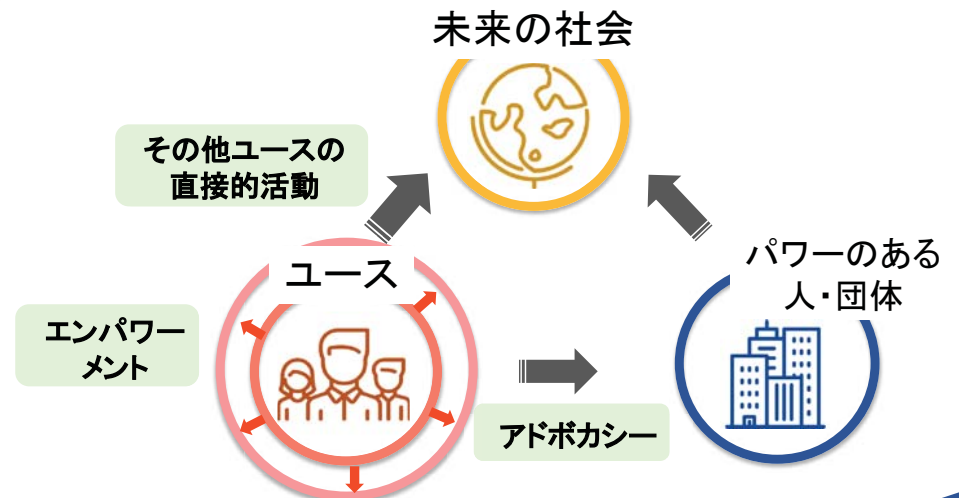 未来の社会
その他ユースの
直接的活動
ユース
パワーのある
人・団体
エンパワー
メント
アドボカシー